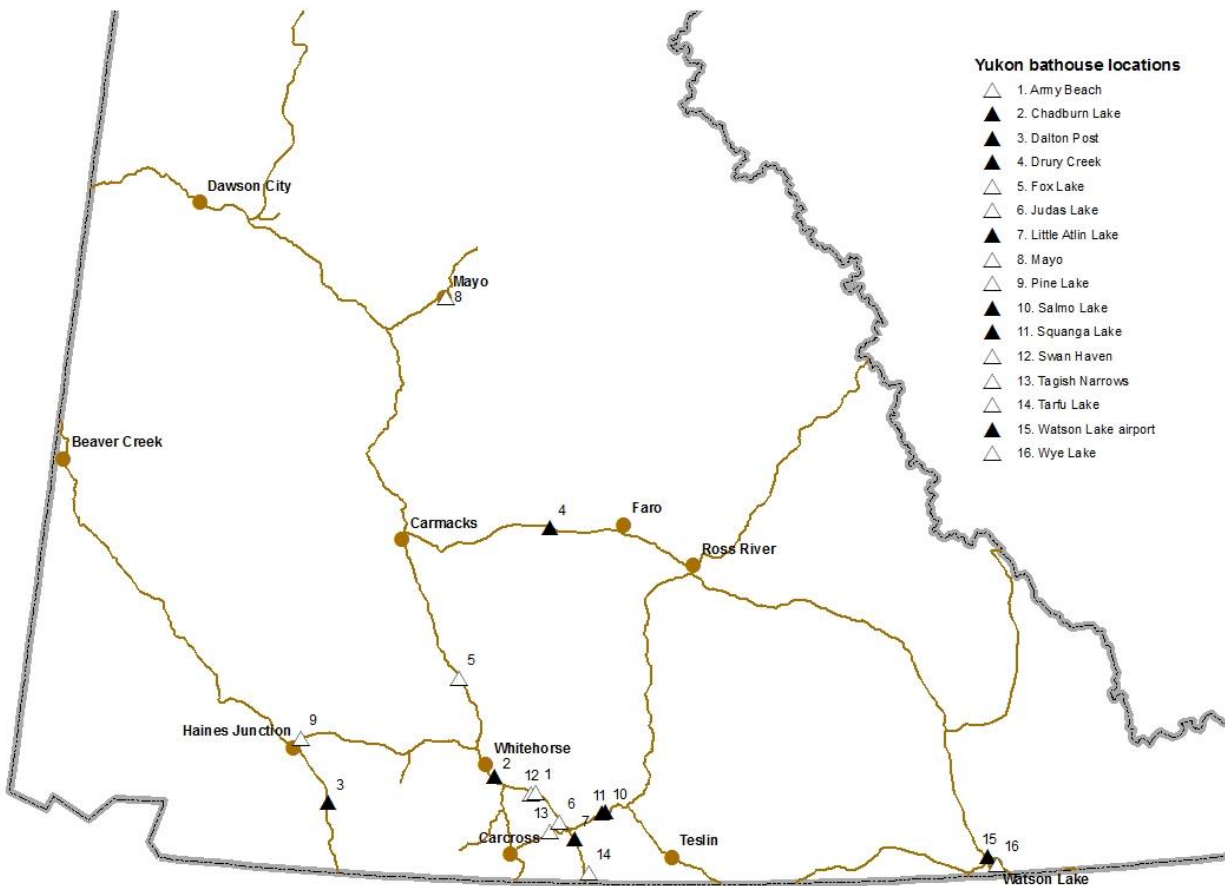 Yukon bathouse locations
1. Army Beach
2. Chadburn Lake
3. Dalton Post
4. Drury Creek
5. Fox Lake
6. Judas Lake
7. Little Atlin Lake
8. Mayo
9. Pine Lake
10. Salmo Lake
11. Squanga Lake
12. Swan Haven
13. Tagish Narrows
14. Tarfu Lake
15. Watson Lake airport
16. Wye Lake
Dawson City
Mayo
8
Beaver Creek
Carmacks
4
Faro
Ross River
5
Haines Junction
9
Whitehorse
2
3
12
1
13
6
7
11
10
Carcross
14
Teslin
15
16
Watson Lake